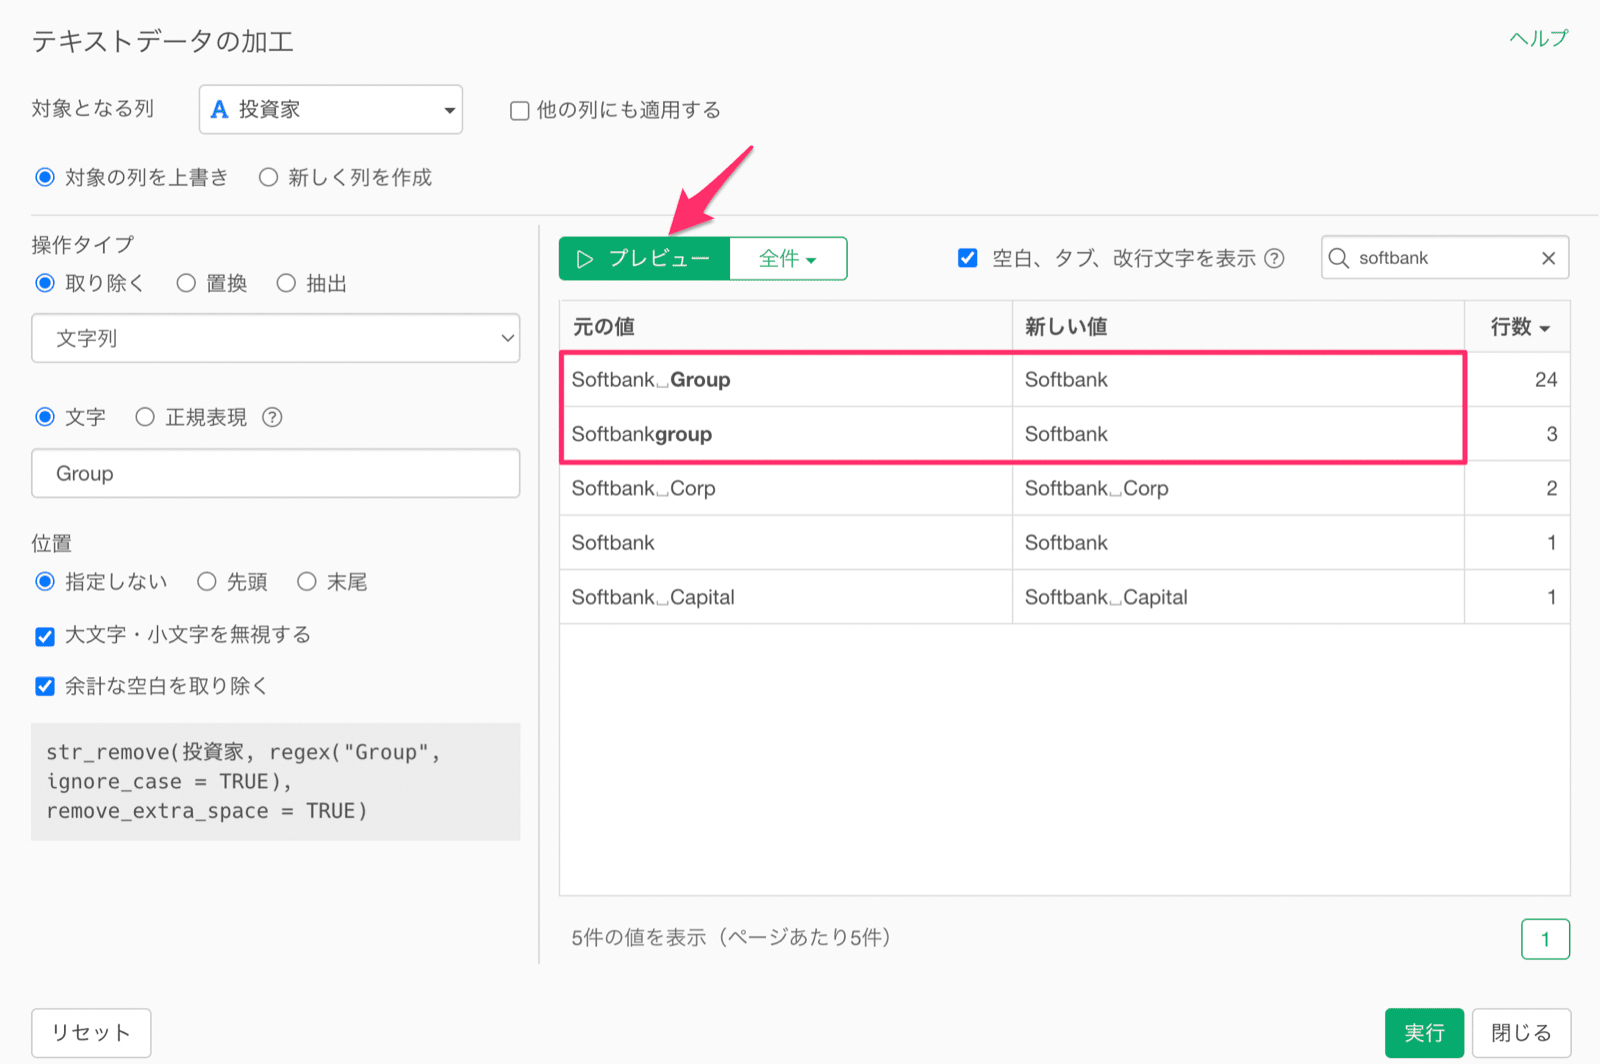 テキストデータの加工
ヘルプ
対象となる列
A 投資家
他の列にも適用する
対象の列を上書き 新しく列を作成
操作タイプ
取り除く 置換 抽出
文字列
文字 正規表現 ?
Group
位置
指定しない 先頭 末尾
大文字・小文字を無視する
余計な空白を取り除く
str_remove(投資家, regex("Group",
ignore_case = TRUE),
remove_extra_space = TRUE)
プレビュー 全件
空白、タブ、改行文字を表示 ?
softbank
元の値 新しい値 行数
Softbank␣Group Softbank 24
Softbankgroup Softbank 3
Softbank␣Corp Softbank␣Corp 2
Softbank Softbank 1
Softbank␣Capital Softbank␣Capital 1
5件の値を表示（ページあたり5件）
1
リセット
実行 閉じる